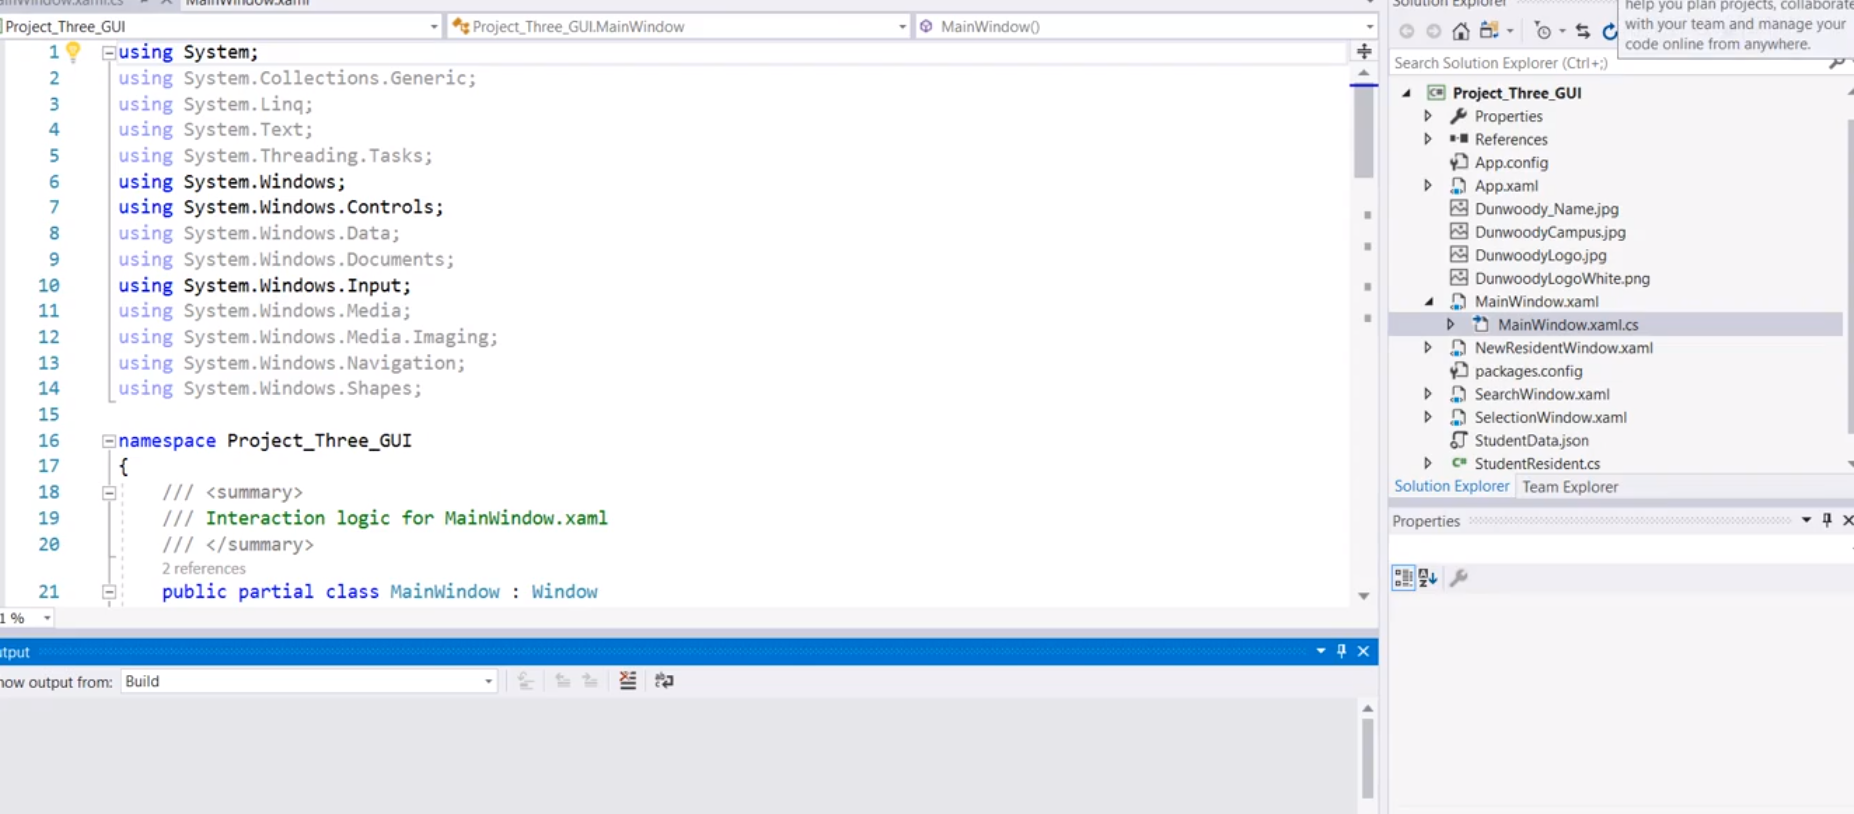 MainWindow.xaml
Solution Explorer
help you plan projects, collaborate
with your team and manage your
code online from anywhere.
Project_Three_GUI
Project_Three_GUI.MainWindow
MainWindow()
Search Solution Explorer (Ctrl+;)
1 using System;
2 using System.Collections.Generic;
3 using System.Linq;
4 using System.Text;
5 using System.Threading.Tasks;
6 using System.Windows;
7 using System.Windows.Controls;
8 using System.Windows.Data;
9 using System.Windows.Documents;
10 using System.Windows.Input;
11 using System.Windows.Media;
12 using System.Windows.Media.Imaging;
13 using System.Windows.Navigation;
14 using System.Windows.Shapes;
15
16 namespace Project_Three_GUI
17 {
18 /// <summary>
19 /// Interaction logic for MainWindow.xaml
20 /// </summary>
2 references
21 public partial class MainWindow : Window
1 %
Project_Three_GUI
Properties
References
App.config
App.xaml
Dunwoody_Name.jpg
DunwoodyCampus.jpg
DunwoodyLogo.jpg
DunwoodyLogoWhite.png
MainWindow.xaml
MainWindow.xaml.cs
NewResidentWindow.xaml
packages.config
SearchWindow.xaml
SelectionWindow.xaml
StudentData.json
StudentResident.cs
Solution Explorer
Team Explorer
Properties
utput
how output from: Build